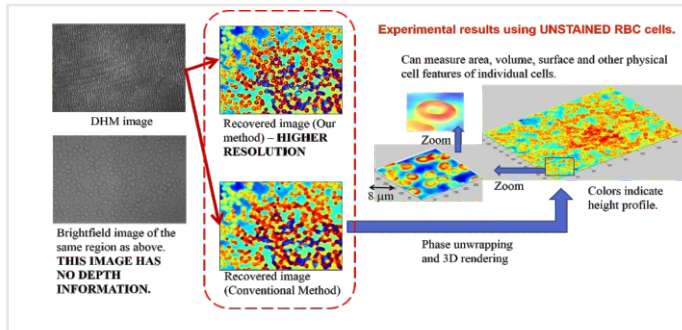 Experimental results using UNSTAINED RBC cells.
Can measure area, volume, surface and other physical
cell features of individual cells.
DHM image
Recovered image (Our
method) – HIGHER
RESOLUTION
Zoom
Zoom
8 µm
Colors indicate
height profile.
Brightfield image of the
same region as above.
THIS IMAGE HAS
NO DEPTH
INFORMATION.
Recovered image
(Conventional Method)
Phase unwrapping
and 3D rendering